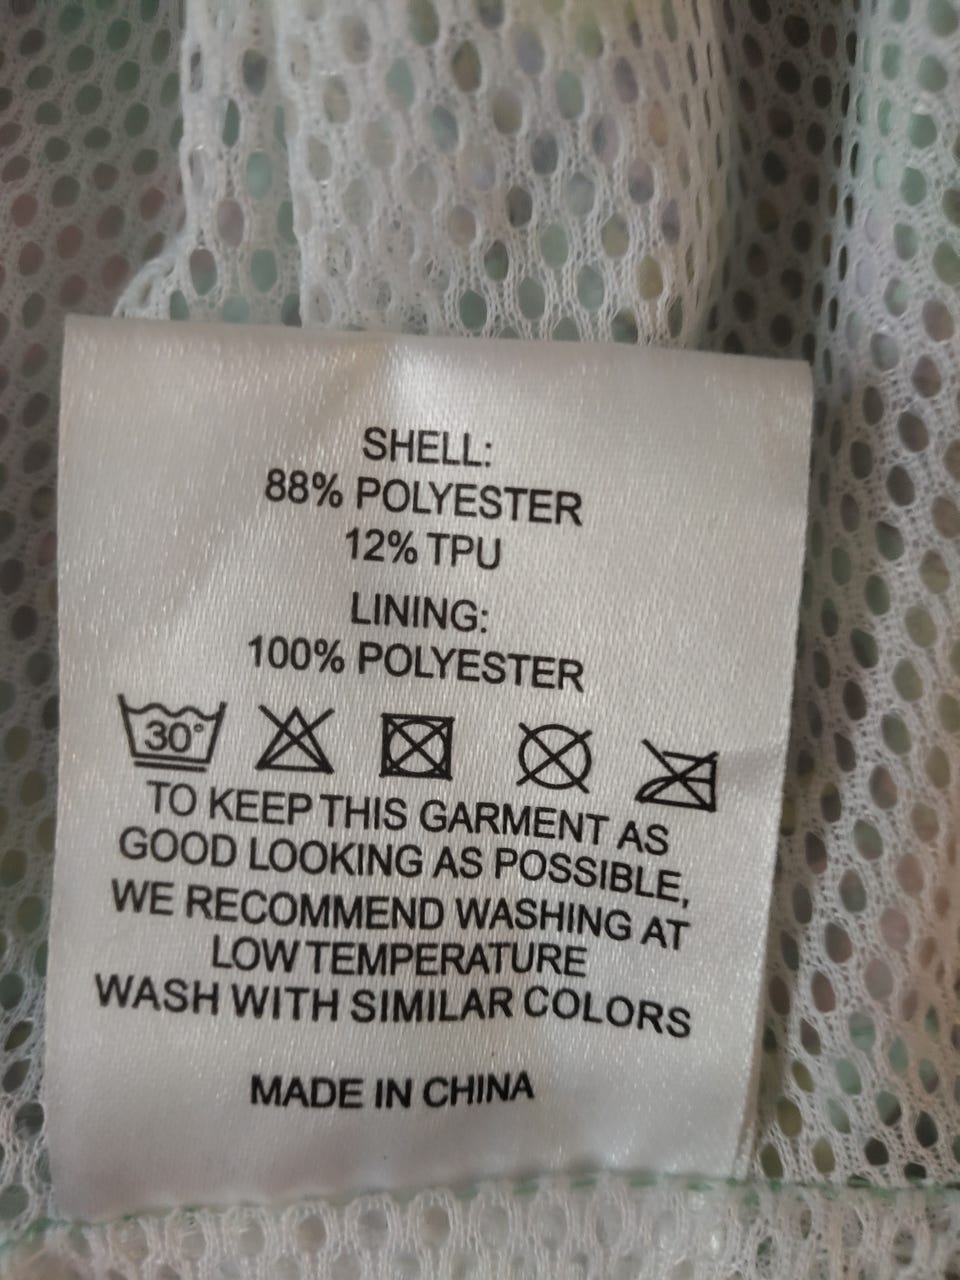 SHELL:
88% POLYESTER
12% TPU
LINING:
100% POLYESTER
30°
TO KEEP THIS GARMENT AS
GOOD LOOKING AS POSSIBLE,
WE RECOMMEND WASHING AT
LOW TEMPERATURE
WASH WITH SIMILAR COLORS
MADE IN CHINA